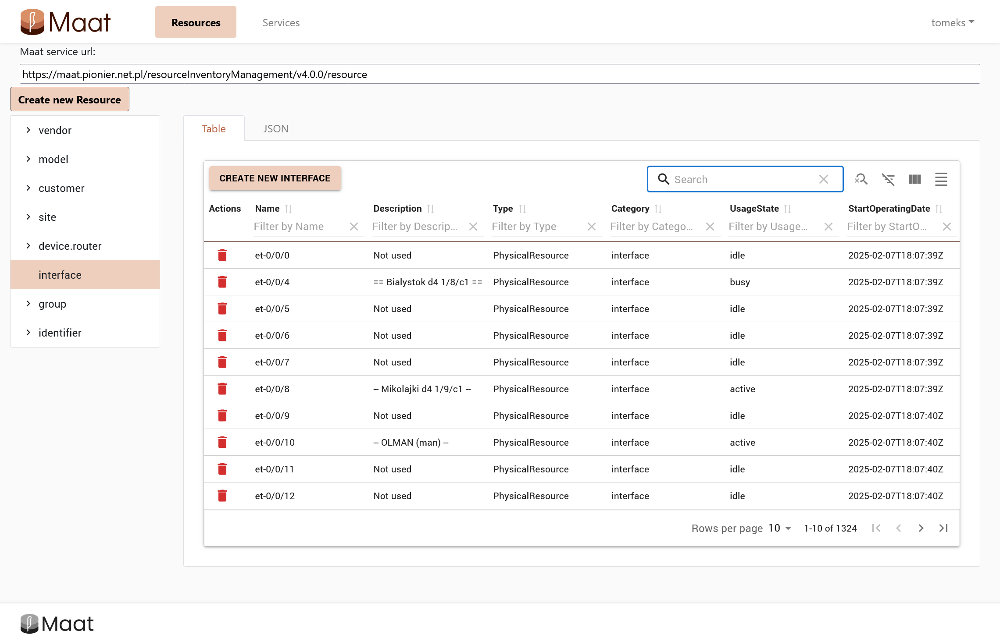 Maat Resources Services tomeks
Maat service url:
https://maat.pionier.net.pl/resourceInventoryManagement/v4.0.0/resource
Create new Resource
vendor
model
customer
site
device.router
interface
group
identifier
Table JSON
CREATE NEW INTERFACE Search
Actions Name Description Type Category UsageState StartOperatingDate
Filter by Name Filter by Descrip... Filter by Type Filter by Catego... Filter by Usage... Filter by StartO...
et-0/0/0 Not used PhysicalResource interface idle 2025-02-07T18:07:39Z
et-0/0/4 == Bialystok d4 1/8/c1 == PhysicalResource interface busy 2025-02-07T18:07:39Z
et-0/0/5 Not used PhysicalResource interface idle 2025-02-07T18:07:39Z
et-0/0/6 Not used PhysicalResource interface idle 2025-02-07T18:07:39Z
et-0/0/7 Not used PhysicalResource interface idle 2025-02-07T18:07:39Z
et-0/0/8 -- Mikolajki d4 1/9/c1 -- PhysicalResource interface active 2025-02-07T18:07:39Z
et-0/0/9 Not used PhysicalResource interface idle 2025-02-07T18:07:40Z
et-0/0/10 -- OLMAN (man) -- PhysicalResource interface active 2025-02-07T18:07:40Z
et-0/0/11 Not used PhysicalResource interface idle 2025-02-07T18:07:40Z
et-0/0/12 Not used PhysicalResource interface idle 2025-02-07T18:07:40Z
Rows per page 10 1-10 of 1324
Maat